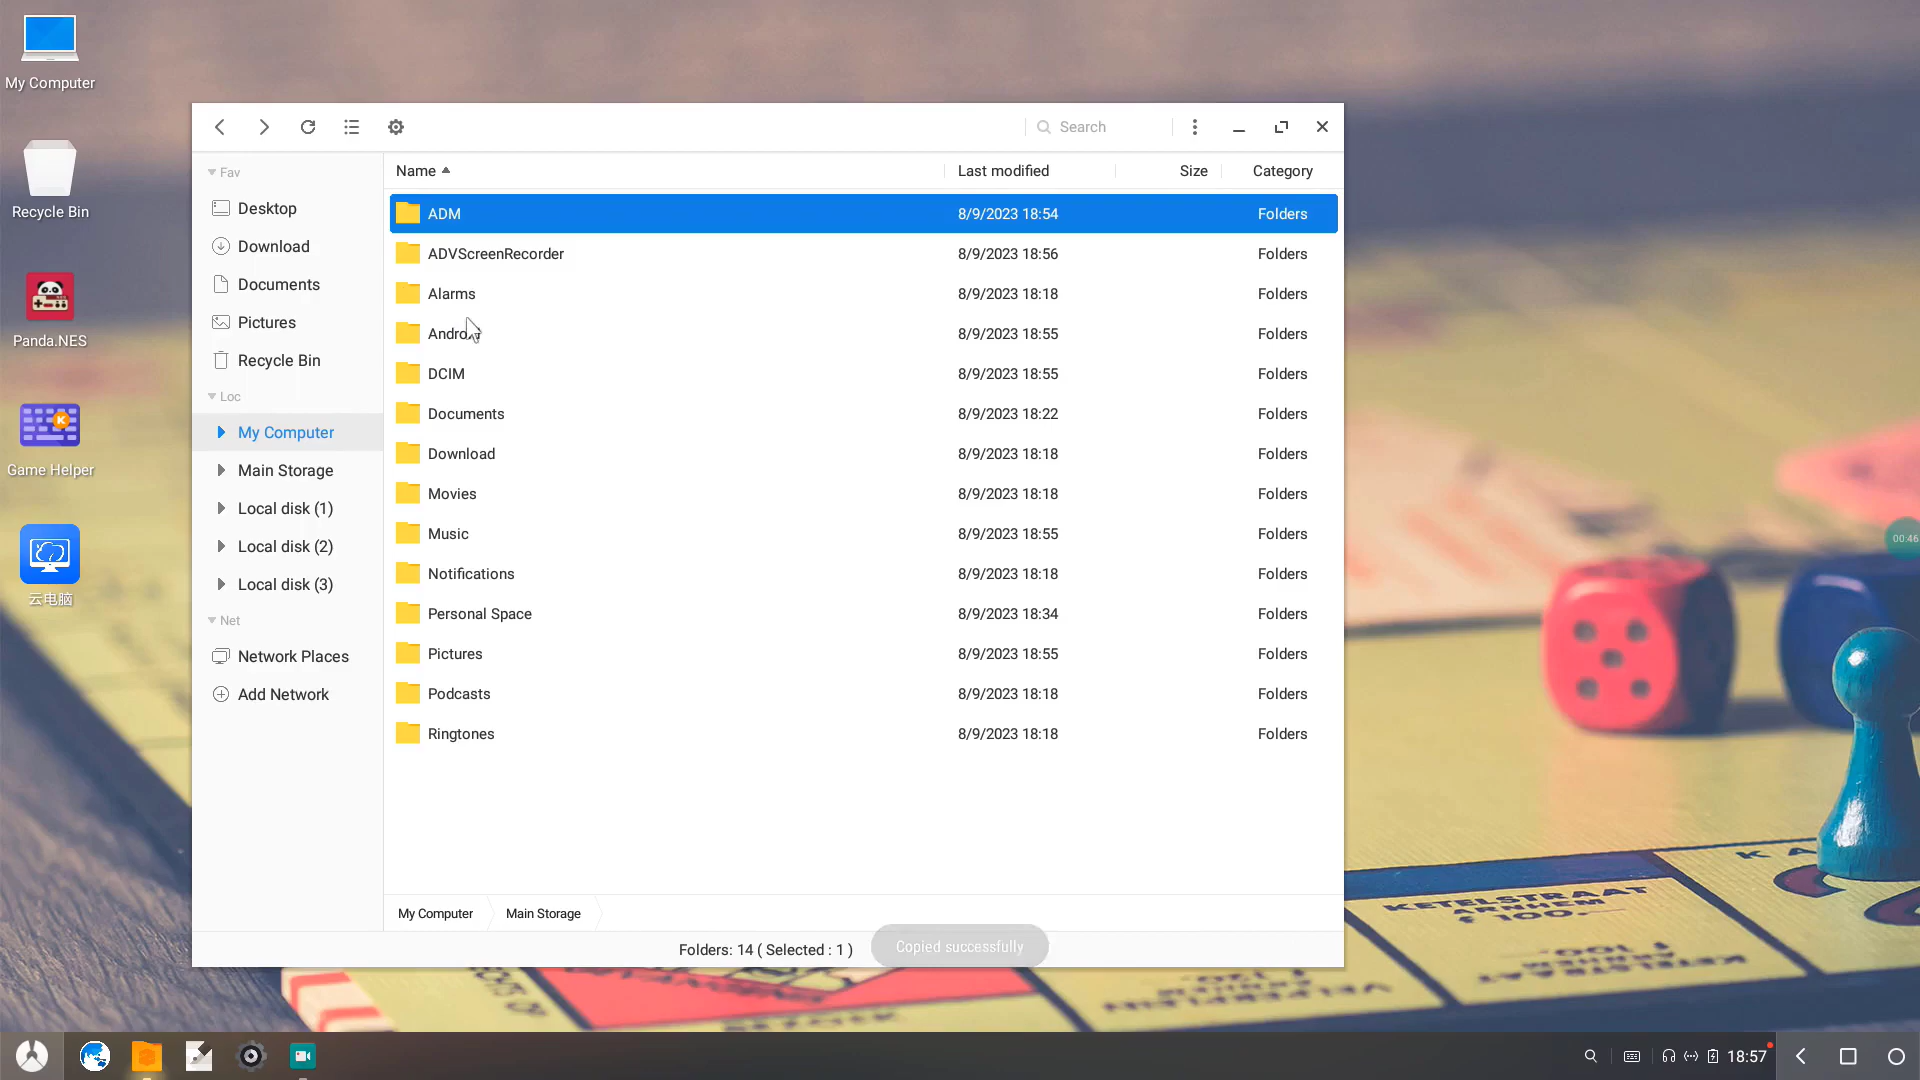 My Computer
Recycle Bin
Panda.NES
Game Helper
云电脑
Search
Fav
Desktop
Download
Documents
Pictures
Recycle Bin
Loc
My Computer
Main Storage
Local disk (1)
Local disk (2)
Local disk (3)
Net
Network Places
Add Network
Name Last modified Size Category
ADM 8/9/2023 18:54 Folders
ADVScreenRecorder 8/9/2023 18:56 Folders
Alarms 8/9/2023 18:18 Folders
8/9/2023 18:55 Folders
DCIM 8/9/2023 18:55 Folders
Documents 8/9/2023 18:22 Folders
Download 8/9/2023 18:18 Folders
Movies 8/9/2023 18:18 Folders
Music 8/9/2023 18:55 Folders
Notifications 8/9/2023 18:18 Folders
Personal Space 8/9/2023 18:34 Folders
Pictures 8/9/2023 18:55 Folders
Podcasts 8/9/2023 18:18 Folders
Ringtones 8/9/2023 18:18 Folders
My Computer Main Storage
Folders: 14 ( Selected : 1 )
Copied successfully
00:46
KETELSTRAAT
ARNHEM
18:57